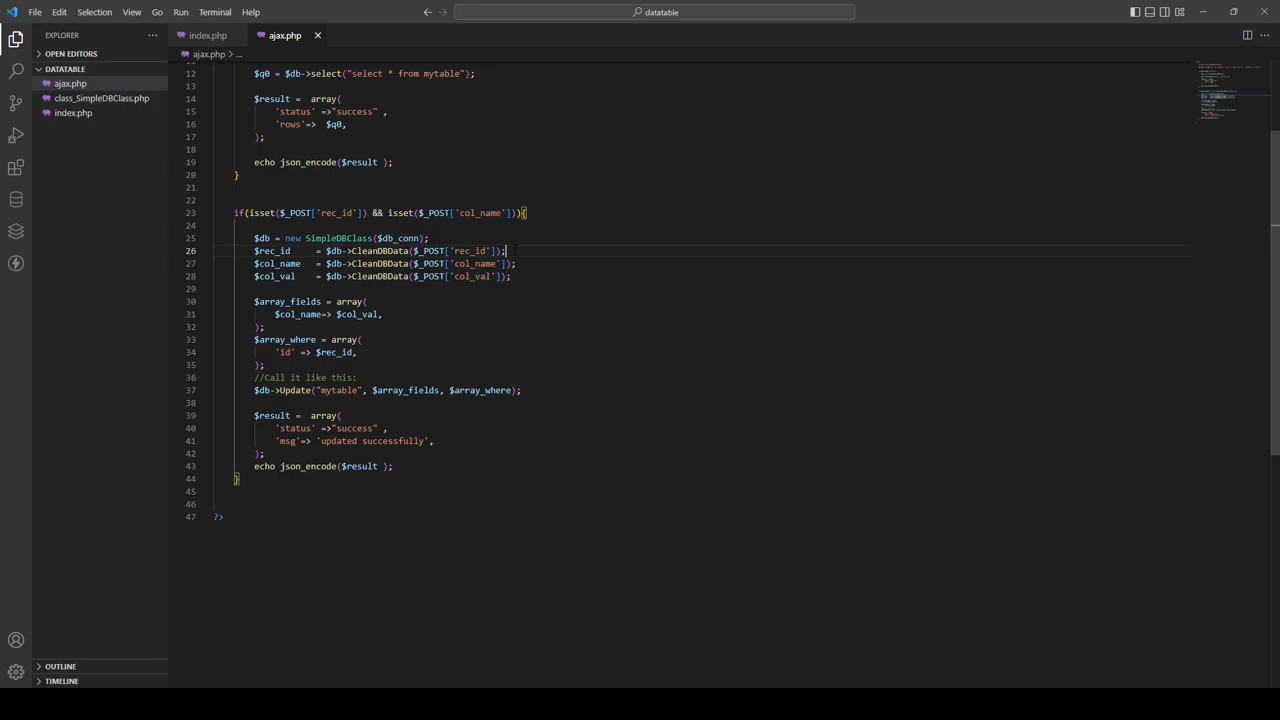 File Edit Selection View Go Run Terminal Help
datatable
EXPLORER
index.php
ajax.php
OPEN EDITORS
ajax.php > ...
DATATABLE
ajax.php
class_SimpleDBClass.php
index.php
12 $q0 = $db->select("select * from mytable");
13
14 $result =  array(
15 'status' =>"success" ,
16 'rows'=>  $q0,
17 );
18
19 echo json_encode($result );
20 }
21
22
23 if(isset($_POST['rec_id']) && isset($_POST['col_name'])){
24
25 $db = new SimpleDBClass($db_conn);
26 $rec_id     = $db->CleanDBData($_POST['rec_id']);
27 $col_name   = $db->CleanDBData($_POST['col_name']);
28 $col_val    = $db->CleanDBData($_POST['col_val']);
29
30 $array_fields = array(
31 $col_name=> $col_val,
32 );
33 $array_where = array(
34 'id' => $rec_id,
35 );
36 //Call it like this:
37 $db->Update("mytable", $array_fields, $array_where);
38
39 $result =  array(
40 'status' =>"success" ,
41 'msg'=> 'updated successfully',
42 );
43 echo json_encode($result );
44 }
45
46
47 ?>
OUTLINE
TIMELINE